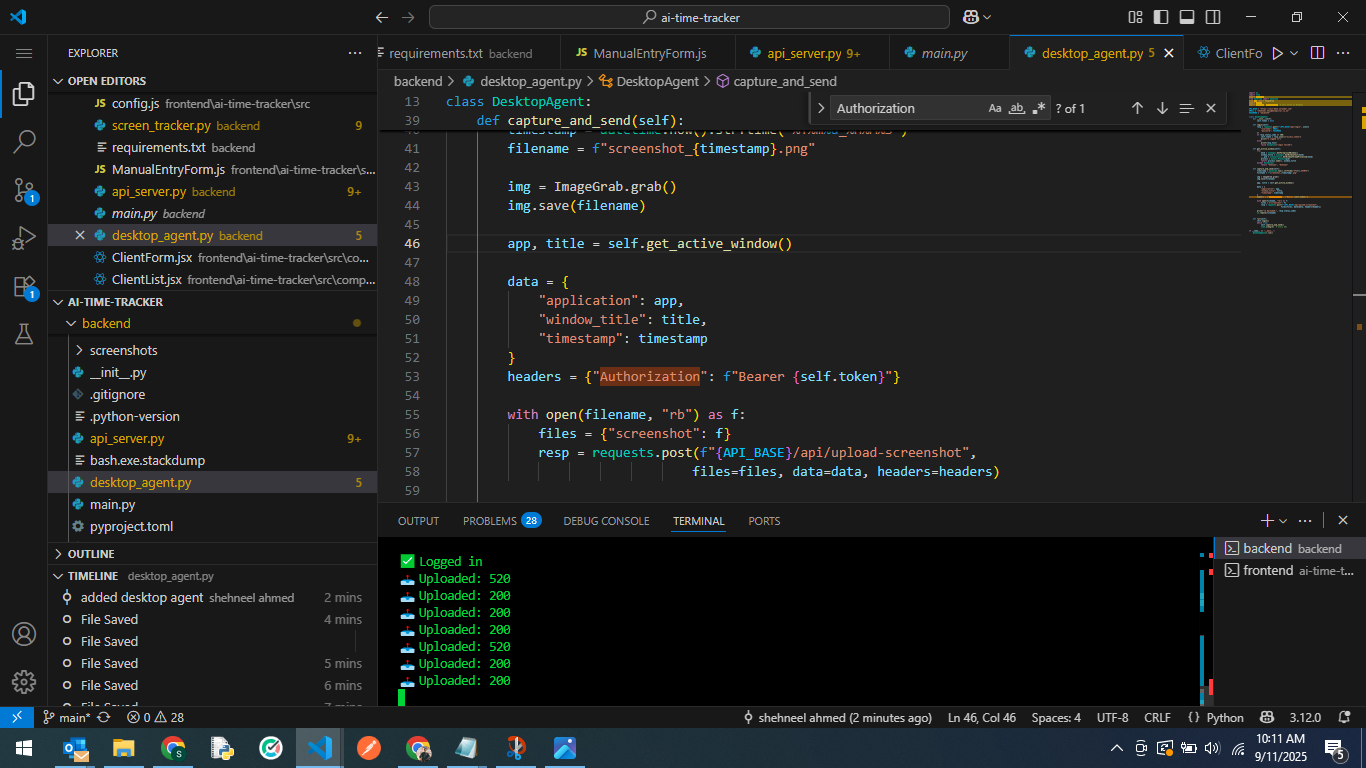 ai-time-tracker
EXPLORER
OPEN EDITORS
config.js frontend\ai-time-tracker\src
screen_tracker.py backend 9
requirements.txt backend
ManualEntryForm.js frontend\ai-time-tracker\s...
api_server.py backend 9+
main.py backend
desktop_agent.py backend 5
ClientForm.jsx frontend\ai-time-tracker\src\co...
ClientList.jsx frontend\ai-time-tracker\src\comp...
AI-TIME-TRACKER
backend
screenshots
__init__.py
.gitignore
.python-version
api_server.py 9+
bash.exe.stackdump
desktop_agent.py 5
main.py
pyproject.toml
OUTLINE
TIMELINE desktop_agent.py
added desktop agent shehneel ahmed 2 mins
File Saved 4 mins
File Saved
File Saved 5 mins
File Saved 6 mins
requirements.txt backend JS ManualEntryForm.js api_server.py 9+ main.py desktop_agent.py 5 ClientFo
backend > desktop_agent.py > DesktopAgent > capture_and_send
Authorization Aa ab .* ? of 1
13 class DesktopAgent:
39 def capture_and_send(self):
41 filename = f"screenshot_{timestamp}.png"
42
43 img = ImageGrab.grab()
44 img.save(filename)
45
46 app, title = self.get_active_window()
47
48 data = {
49 "application": app,
50 "window_title": title,
51 "timestamp": timestamp
52 }
53 headers = {"Authorization": f"Bearer {self.token}"}
54
55 with open(filename, "rb") as f:
56 files = {"screenshot": f}
57 resp = requests.post(f"{API_BASE}/api/upload-screenshot",
58 files=files, data=data, headers=headers)
59
OUTPUT PROBLEMS 28 DEBUG CONSOLE TERMINAL PORTS
Logged in
Uploaded: 520
Uploaded: 200
Uploaded: 200
Uploaded: 200
Uploaded: 520
Uploaded: 200
Uploaded: 200
backend backend
frontend ai-time-t...
main* 0 28 shehneel ahmed (2 minutes ago) Ln 46, Col 46 Spaces: 4 UTF-8 CRLF {} Python 3.12.0
10:11 AM
9/11/2025
5